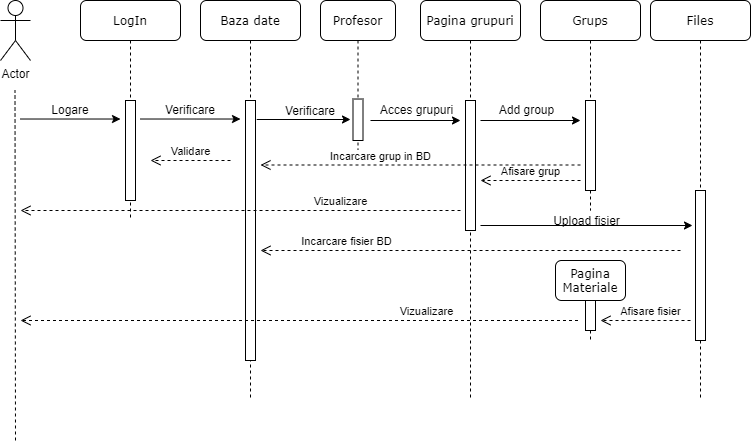 LogIn
Baza date
Profesor
Pagina grupuri
Grups
Files
Actor
Logare
Verificare
Verificare
Acces grupuri
Add group
Validare
Incarcare grup in BD
Afisare grup
Vizualizare
Upload fisier
Incarcare fisier BD
Pagina
Materiale
Vizualizare
Afisare fisier